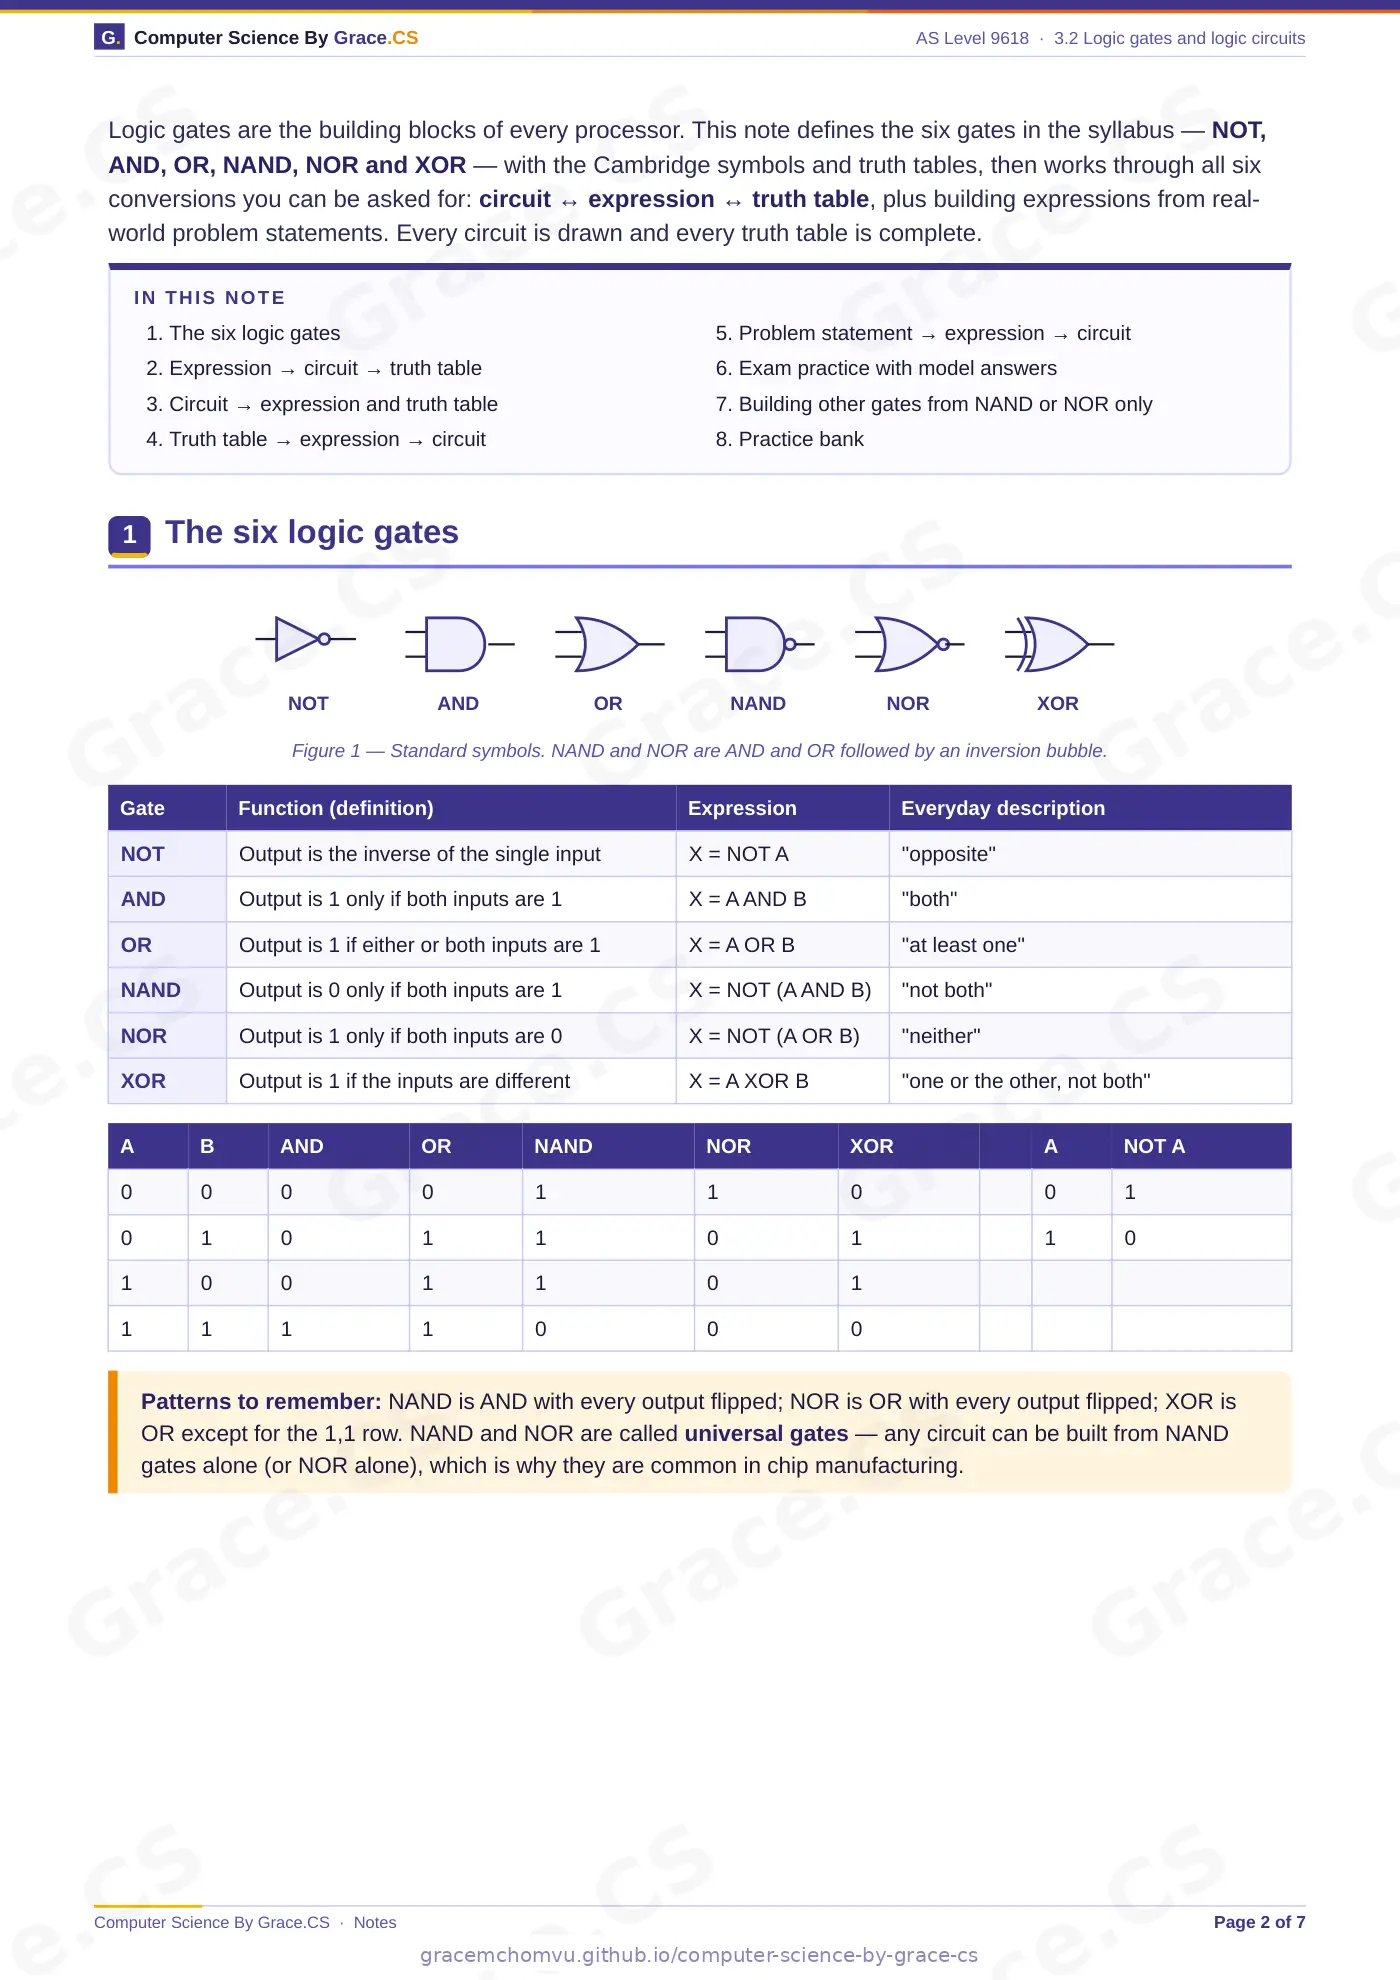 G. Computer Science By Grace.CS
AS Level 9618 · 3.2 Logic gates and logic circuits
Logic gates are the building blocks of every processor. This note defines the six gates in the syllabus — NOT,
AND, OR, NAND, NOR and XOR — with the Cambridge symbols and truth tables, then works through all six
conversions you can be asked for: circuit ↔ expression ↔ truth table, plus building expressions from real-
world problem statements. Every circuit is drawn and every truth table is complete.
IN THIS NOTE
1. The six logic gates
2. Expression → circuit → truth table
3. Circuit → expression and truth table
4. Truth table → expression → circuit
5. Problem statement → expression → circuit
6. Exam practice with model answers
7. Building other gates from NAND or NOR only
8. Practice bank
1 The six logic gates
NOT AND OR NAND NOR XOR
Figure 1 — Standard symbols. NAND and NOR are AND and OR followed by an inversion bubble.
Gate Function (definition) Expression Everyday description
NOT Output is the inverse of the single input X = NOT A "opposite"
AND Output is 1 only if both inputs are 1 X = A AND B "both"
OR Output is 1 if either or both inputs are 1 X = A OR B "at least one"
NAND Output is 0 only if both inputs are 1 X = NOT (A AND B) "not both"
NOR Output is 1 only if both inputs are 0 X = NOT (A OR B) "neither"
XOR Output is 1 if the inputs are different X = A XOR B "one or the other, not both"
A B AND OR NAND NOR XOR A NOT A
0 0 0 0 1 1 0 0 1
0 1 0 1 1 0 1 1 0
1 0 0 1 1 0 1
1 1 1 1 0 0 0
Patterns to remember: NAND is AND with every output flipped; NOR is OR with every output flipped; XOR is
OR except for the 1,1 row. NAND and NOR are called universal gates — any circuit can be built from NAND
gates alone (or NOR alone), which is why they are common in chip manufacturing.
Computer Science By Grace.CS · Notes
Page 2 of 7
gracemchomvu.github.io/computer-science-by-grace-cs